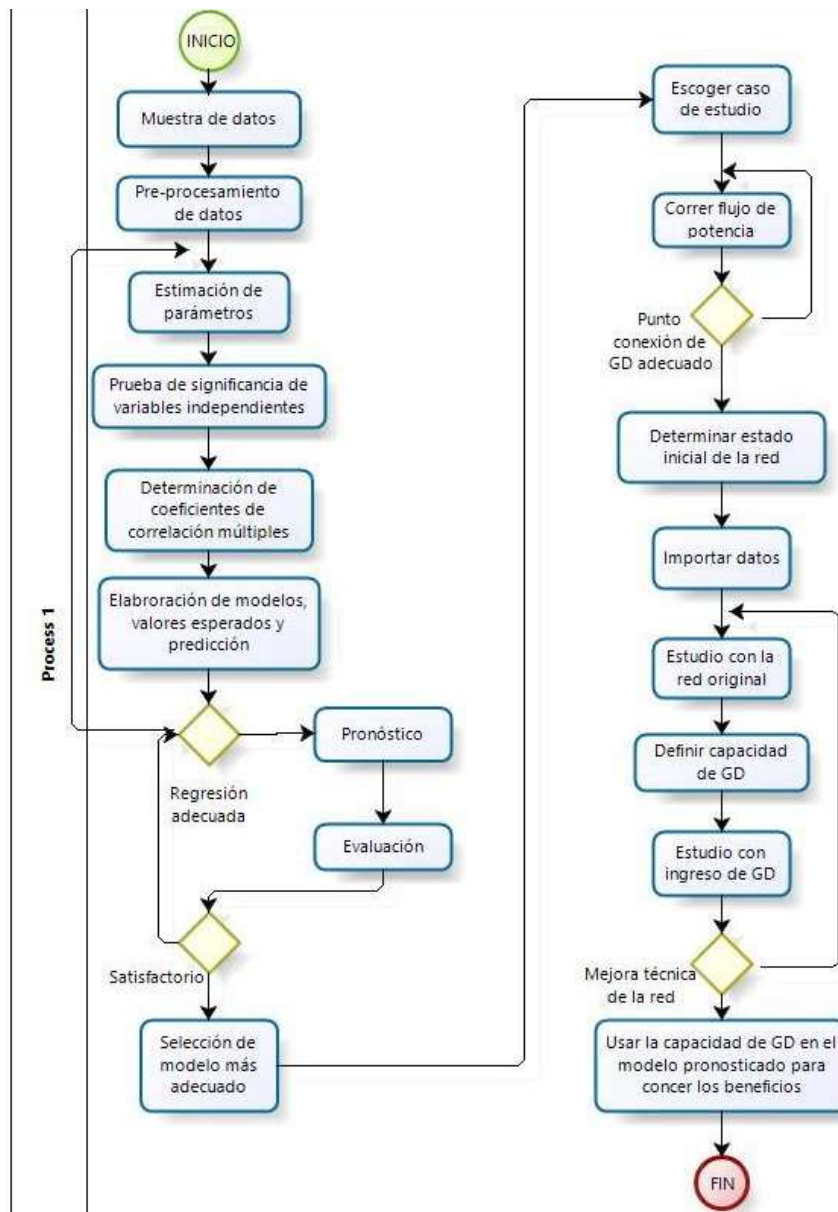 INICIO
Muestra de datos
Pre-procesamiento
de datos
Estimación de
parámetros
Prueba de significancia de
variables independientes
Determinación de
coeficientes de
correlación múltiples
Elabroración de modelos,
valores esperados y
predicción
Process 1
Pronóstico
Regresión
adecuada
Evaluación
Satisfactorio
Selección de
modelo más
adecuado
Escoger caso
de estudio
Correr flujo de
potencia
Punto
conexión de
GD adecuado
Determinar estado
inicial de la red
Importar datos
Estudio con la
red original
Definir capacidad
de GD
Estudio con
ingreso de GD
Mejora técnica
de la red
Usar la capacidad de GD en el
modelo pronosticado para
concer los beneficios
FIN